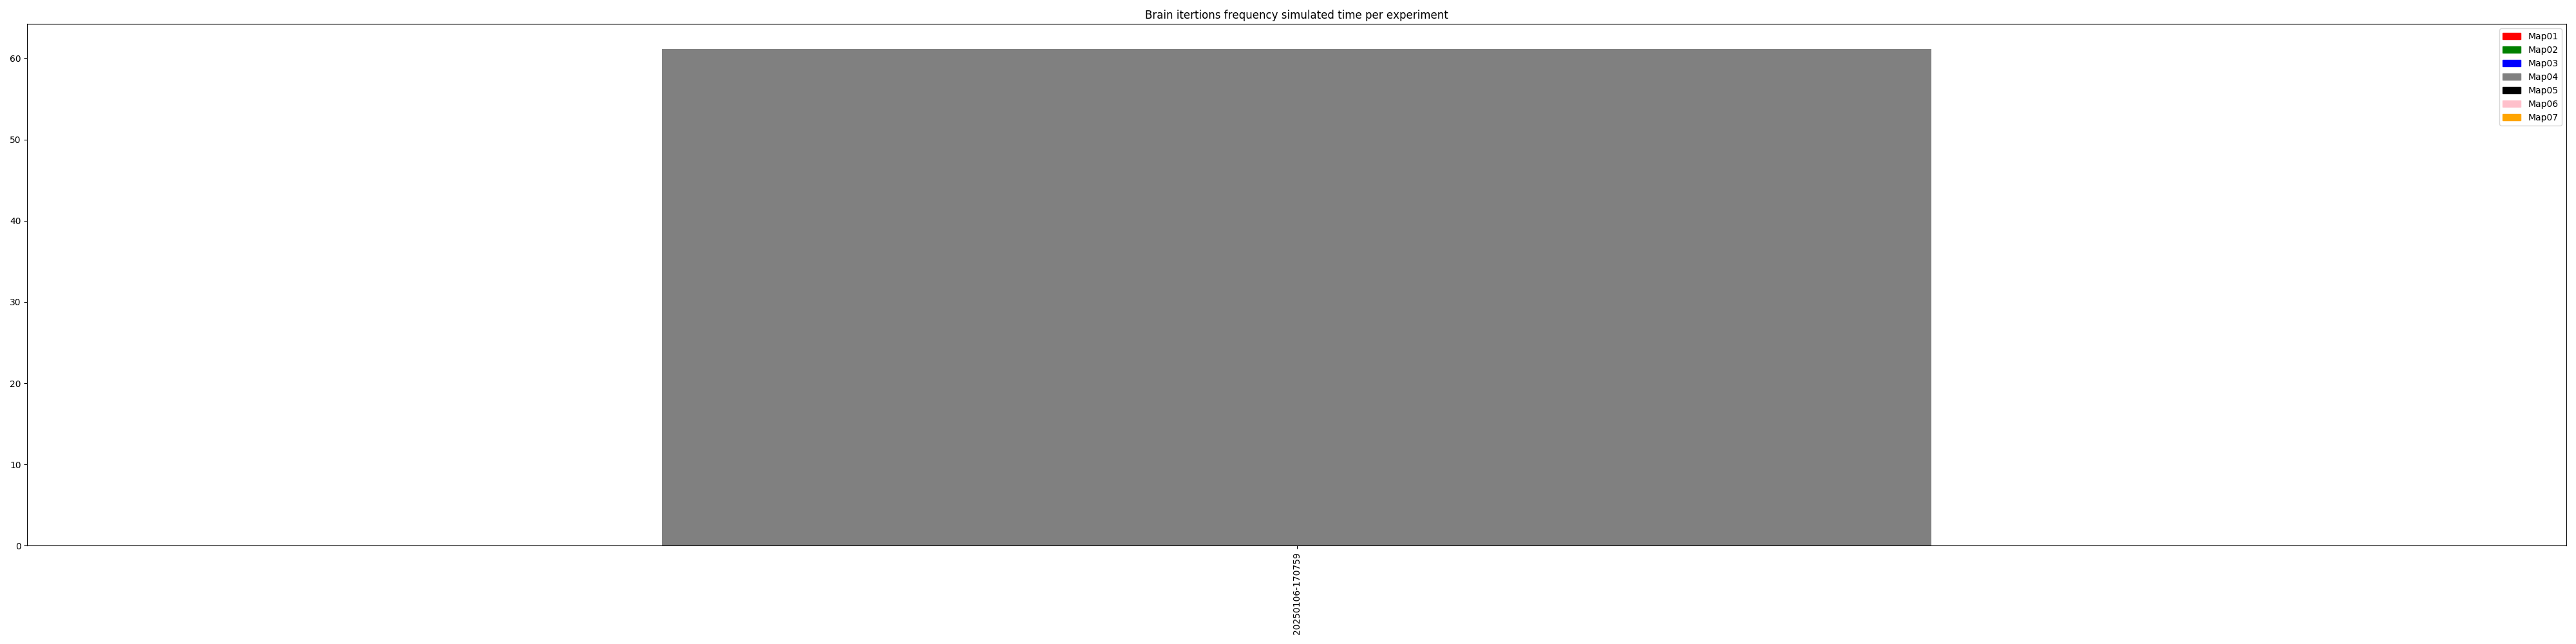 Brain itertions frequency simulated time per experiment
60
50
40
30
20
10
0
Map01
Map02
Map03
Map04
Map05
Map06
Map07
20250106-170759